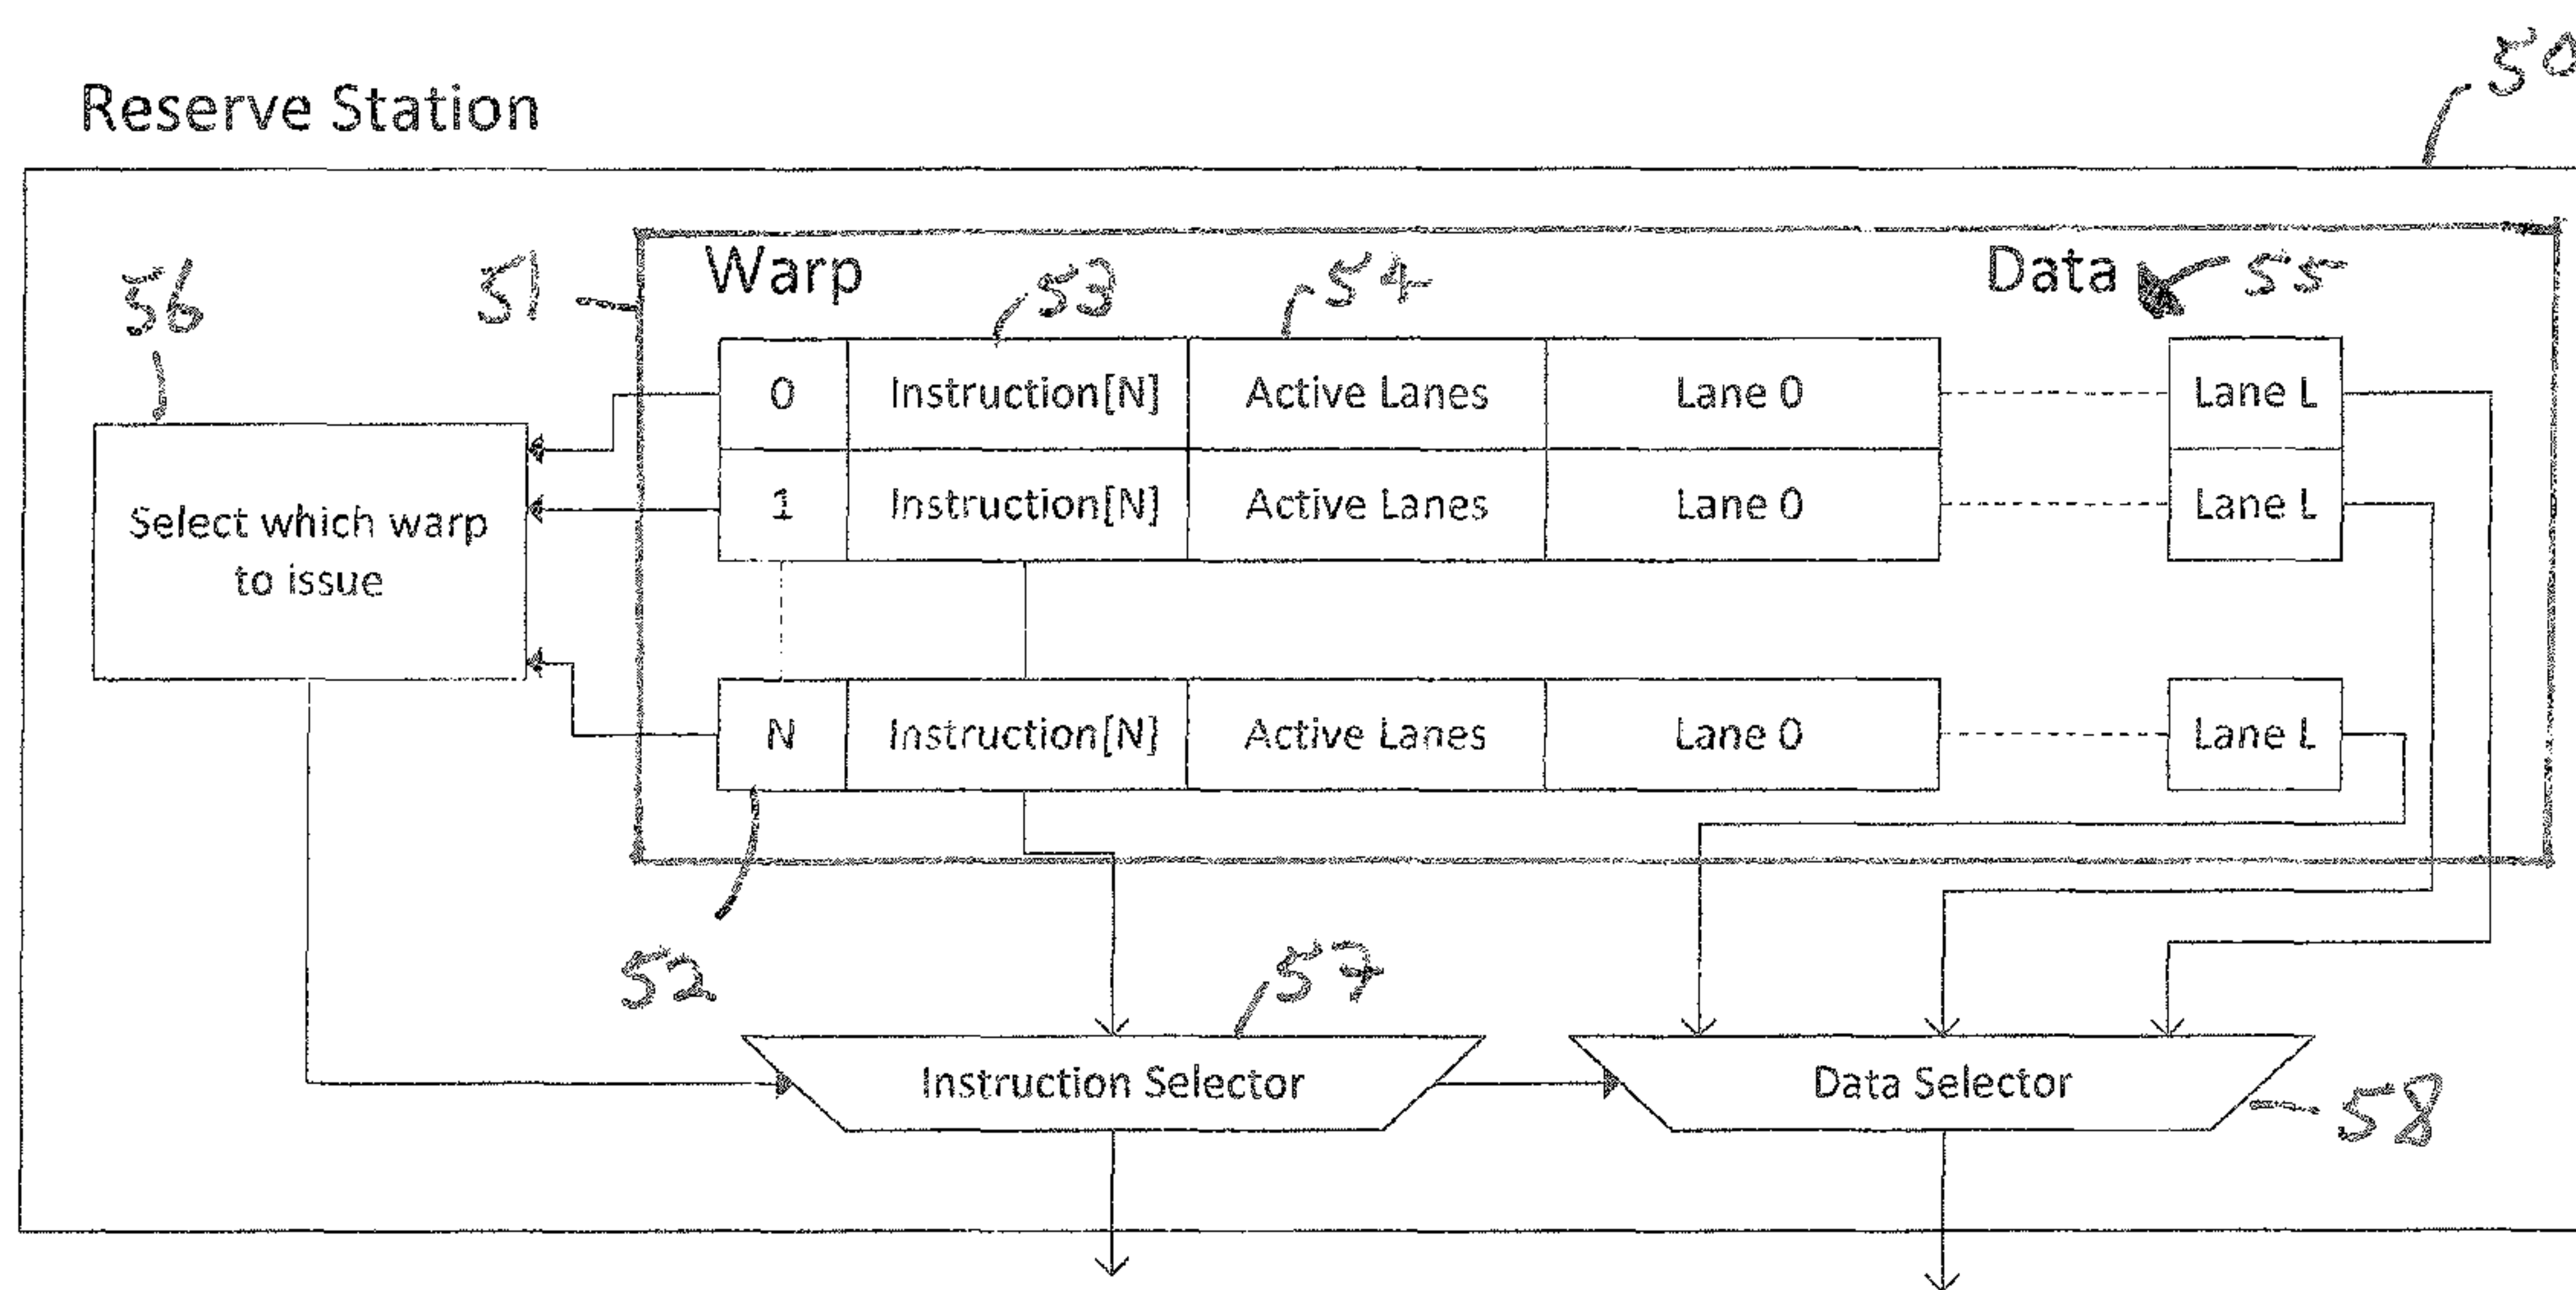 50
Reserve Station
56
51
Warp
53
54
Data
55
0 Instruction[N] Active Lanes Lane 0 Lane L
1 Instruction[N] Active Lanes Lane 0 Lane L
Select which warp
to issue
N Instruction[N] Active Lanes Lane 0 Lane L
52
57
Instruction Selector
Data Selector
58